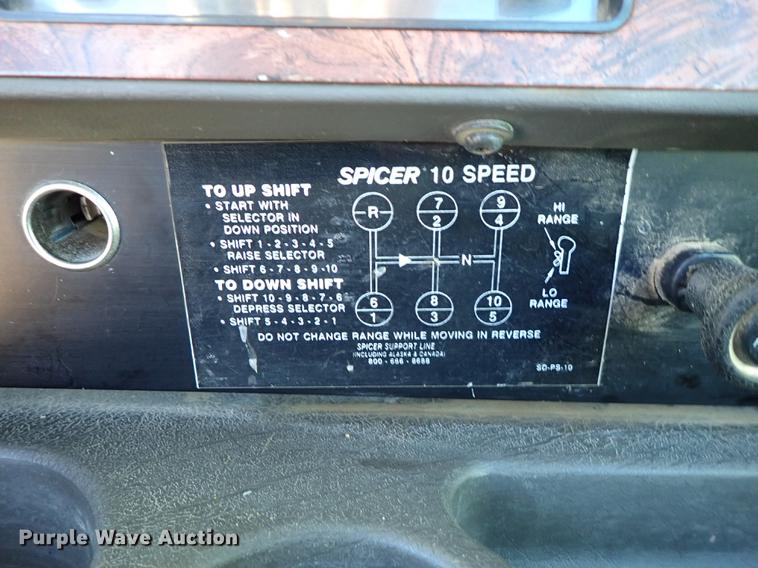 SPICER 10 SPEED
TO UP SHIFT
• START WITH
SELECTOR IN
DOWN POSITION
• SHIFT 1 - 2 - 3 - 4 - 5
RAISE SELECTOR
• SHIFT 6 - 7 - 8 - 9 - 10
TO DOWN SHIFT
• SHIFT 10 - 9 - 8 - 7 - 6
DEPRESS SELECTOR
• SHIFT 5 - 4 - 3 - 2 - 1
R
7
2
9
4
N
6
1
8
3
10
5
HI
RANGE
LO
RANGE
DO NOT CHANGE RANGE WHILE MOVING IN REVERSE
SPICER SUPPORT LINE
(INCLUDING ALASKA & CANADA)
800 - 666 - 8688
SD-PS-10
Purple Wave Auction